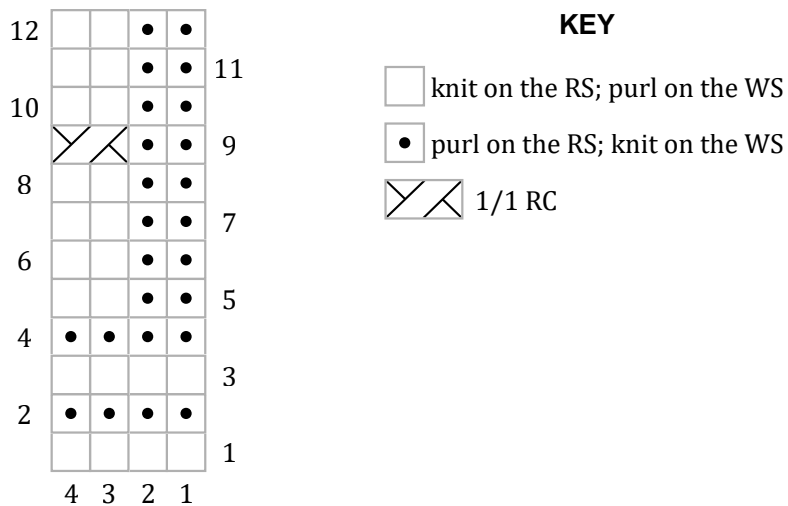 12
11
10
9
8
7
6
5
4
3
2
1
4 3 2 1
KEY
knit on the RS; purl on the WS
purl on the RS; knit on the WS
1/1 RC